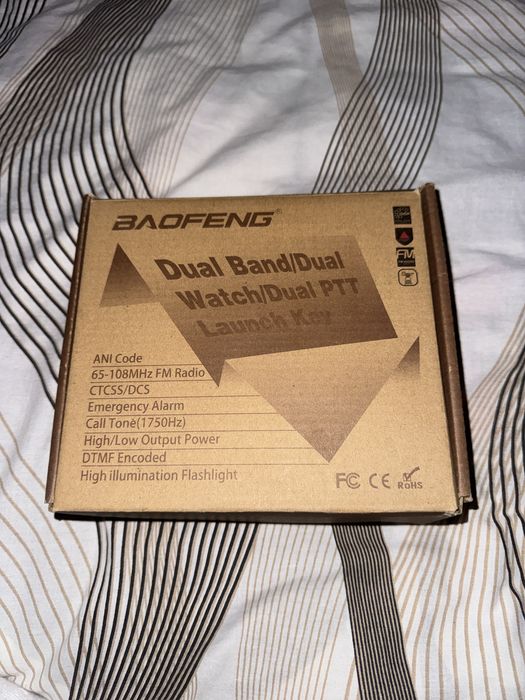 BAOFENG®
FM
Dual Band/Dual
Watch/Dual PTT
Launch Key
ANI Code
65-108MHz FM Radio
CTCSS/DCS
Emergency Alarm
Call Tone(1750Hz)
High/Low Output Power
DTMF Encoded
High illumination Flashlight
FC CE RoHS